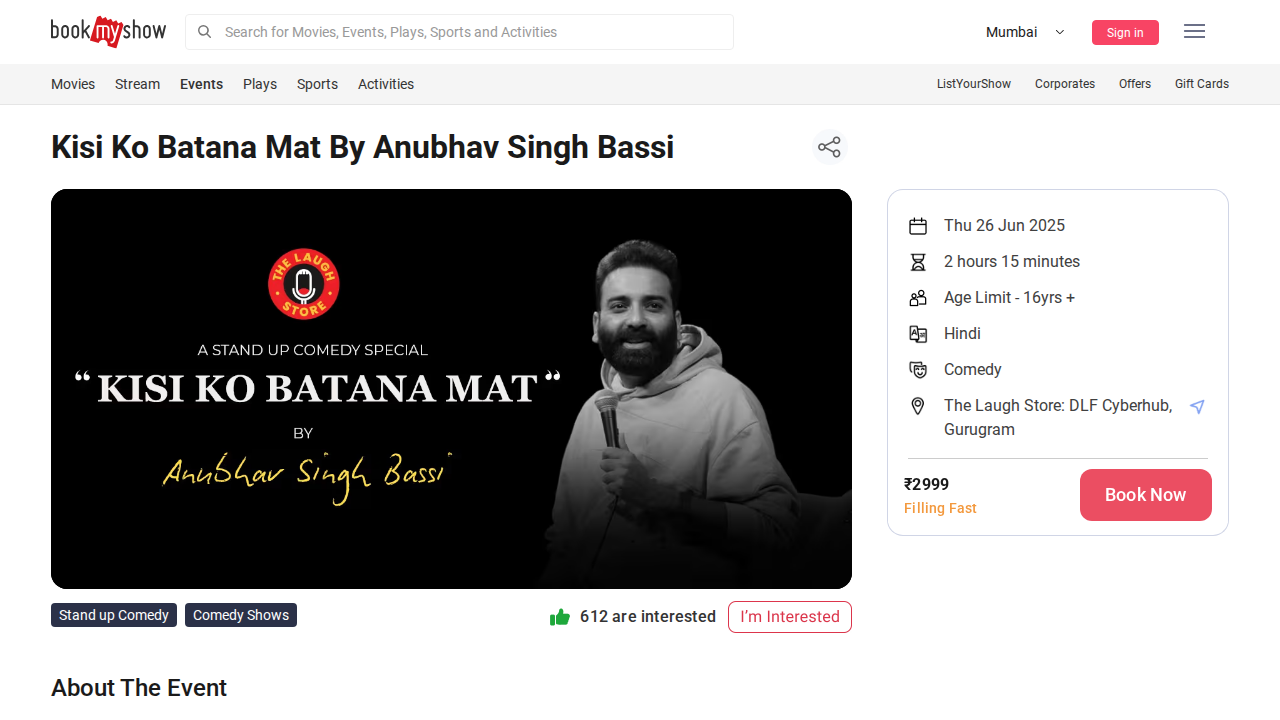 book my show
Search for Movies, Events, Plays, Sports and Activities
Mumbai
Sign in
Movies
Stream
Events
Plays
Sports
Activities
ListYourShow
Corporates
Offers
Gift Cards
Kisi Ko Batana Mat By Anubhav Singh Bassi
THE LAUGH
STORE
A STAND UP COMEDY SPECIAL
“ KISI KO BATANA MAT ”
BY
Anubhav Singh Bassi
Thu 26 Jun 2025
2 hours 15 minutes
Age Limit - 16yrs +
Hindi
Comedy
The Laugh Store: DLF Cyberhub,
Gurugram
₹2999
Filling Fast
Book Now
Stand up Comedy
Comedy Shows
612 are interested
I’m Interested
About The Event